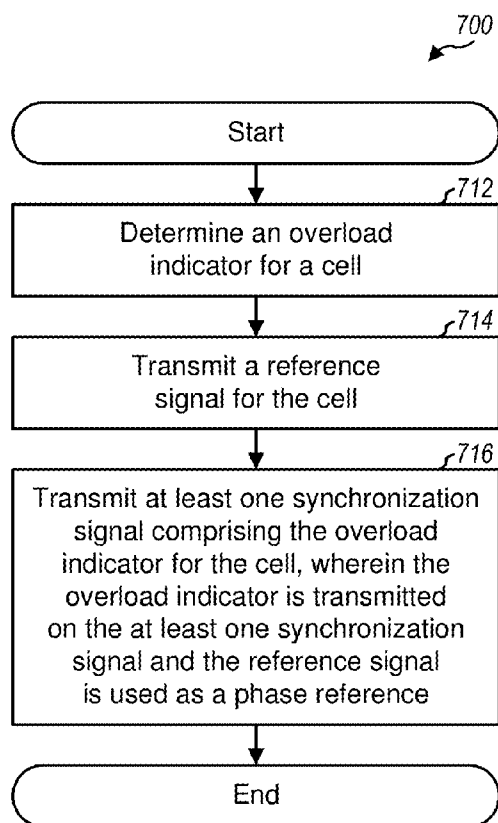 700
Start
712
Determine an overload
indicator for a cell
714
Transmit a reference
signal for the cell
716
Transmit at least one synchronization
signal comprising the overload
indicator for the cell, wherein the
overload indicator is transmitted
on the at least one synchronization
signal and the reference signal
is used as a phase reference
End